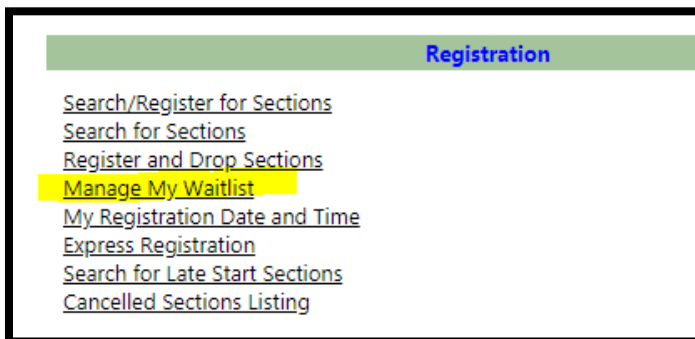 Registration
Search/Register for Sections
Search for Sections
Register and Drop Sections
Manage My Waitlist
My Registration Date and Time
Express Registration
Search for Late Start Sections
Cancelled Sections Listing